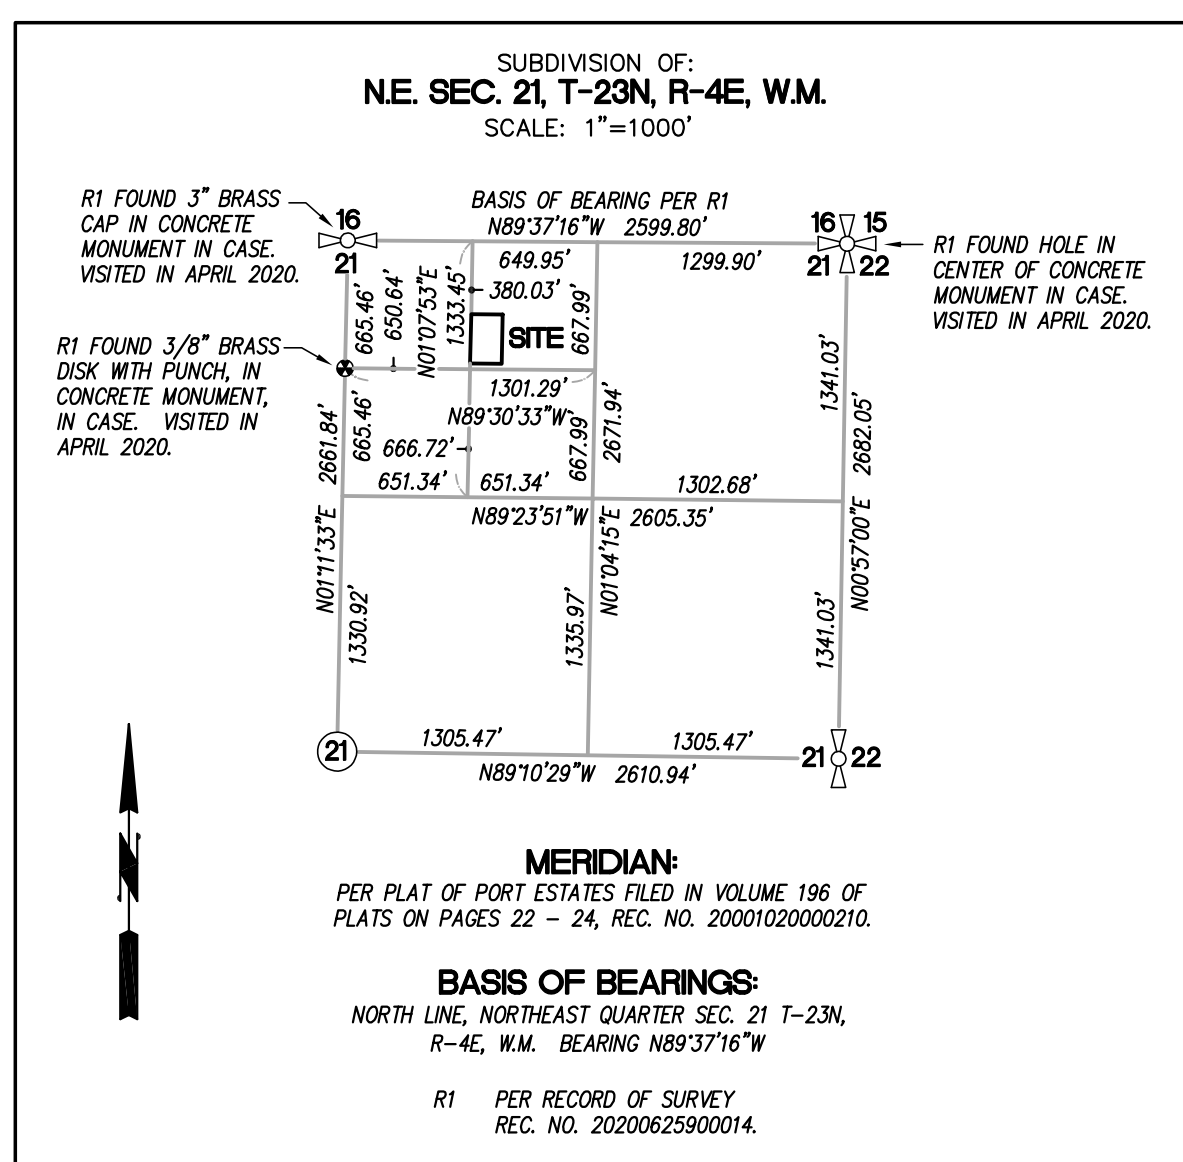 SUBDIVISION OF:
N.E. SEC. 21, T-23N, R-4E, W.M.
SCALE: 1"=1000'
R1 FOUND 3" BRASS
CAP IN CONCRETE
MONUMENT IN CASE.
VISITED IN APRIL 2020.
16
21
BASIS OF BEARING PER R1
N89°37'16"W 2599.80'
649.95'
1299.90'
16 15
21 22
R1 FOUND HOLE IN
CENTER OF CONCRETE
MONUMENT IN CASE.
VISITED IN APRIL 2020.
665.46'
650.64'
N01°07'53"E
1333.45'
380.03'
SITE
667.99'
R1 FOUND 3/8" BRASS
DISK WITH PUNCH, IN
CONCRETE MONUMENT,
IN CASE. VISITED IN
APRIL 2020.
1301.29'
N89°30'33"W
1341.03'
2661.84'
665.46'
666.72'
667.99'
2671.94'
2682.05'
651.34'
651.34'
1302.68'
N89°23'51"W
2605.35'
N01°11'33"E
N01°04'15"E
N00°57'00"E
1330.92'
1335.97'
1341.03'
1305.47'
1305.47'
21
N89°10'29"W 2610.94'
21 22
MERIDIAN:
PER PLAT OF PORT ESTATES FILED IN VOLUME 196 OF
PLATS ON PAGES 22 - 24, REC. NO. 20001020000210.
BASIS OF BEARINGS:
NORTH LINE, NORTHEAST QUARTER SEC. 21 T-23N,
R-4E, W.M. BEARING N89°37'16"W
R1 PER RECORD OF SURVEY
REC. NO. 20200625900014.